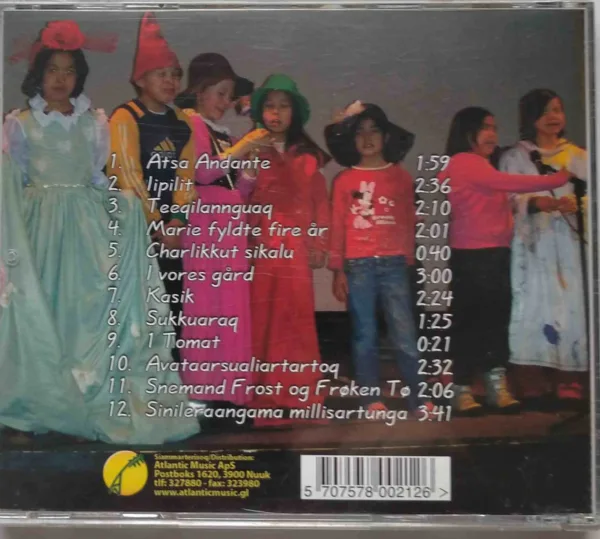 1. Atsa Andante 1:59
2. Iipilit 2:36
3. Teeqilannguaq 2:10
4. Marie fyldte fire år 2:01
5. Charlikkut sikalu 0:40
6. I vores gård 3:00
7. Kasik 2:24
8. Sukkuaraq 1:25
9. 1 Tomat 0:21
10. Avataarsualiartartoq 2:32
11. Snemand Frost og Frøken Tø 2:06
12. Sinileraangama millisartunga 3:41
Siammarterisoq/Distribution:
Atlantic Music ApS
Postboks 1620, 3900 Nuuk
tlf: 327880 - fax: 323980
www.atlanticmusic.gl
5 707578 002126 >